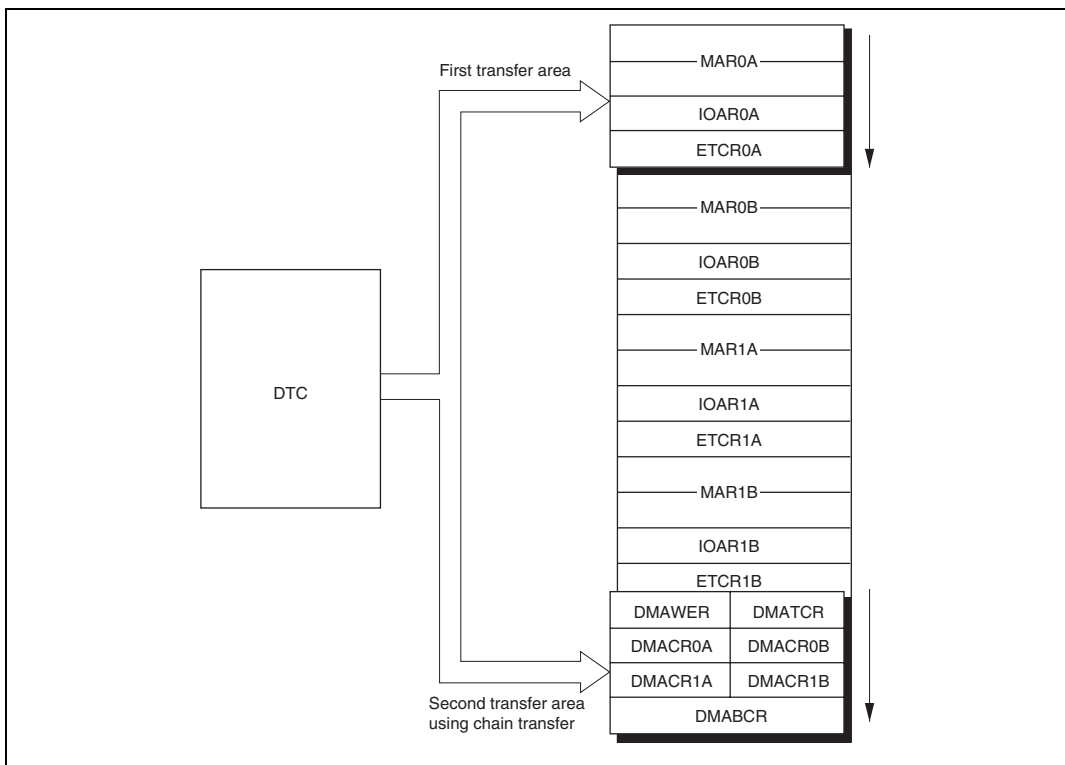 First transfer area
MAR0A
IOAR0A
ETCR0A
MAR0B
IOAR0B
ETCR0B
MAR1A
DTC
IOAR1A
ETCR1A
MAR1B
IOAR1B
ETCR1B
DMAWER DMATCR
DMACR0A DMACR0B
DMACR1A DMACR1B
Second transfer area
using chain transfer
DMABCR